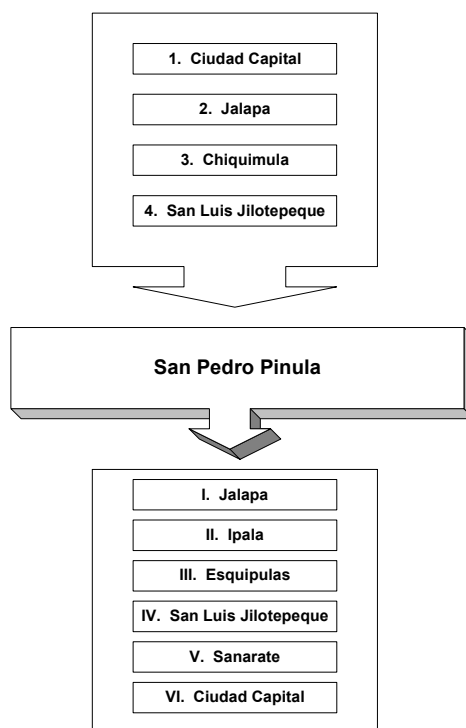 1. Ciudad Capital
2. Jalapa
3. Chiquimula
4. San Luis Jilotepeque
San Pedro Pinula
I. Jalapa
II. Ipala
III. Esquipulas
IV. San Luis Jilotepeque
V. Sanarate
VI. Ciudad Capital